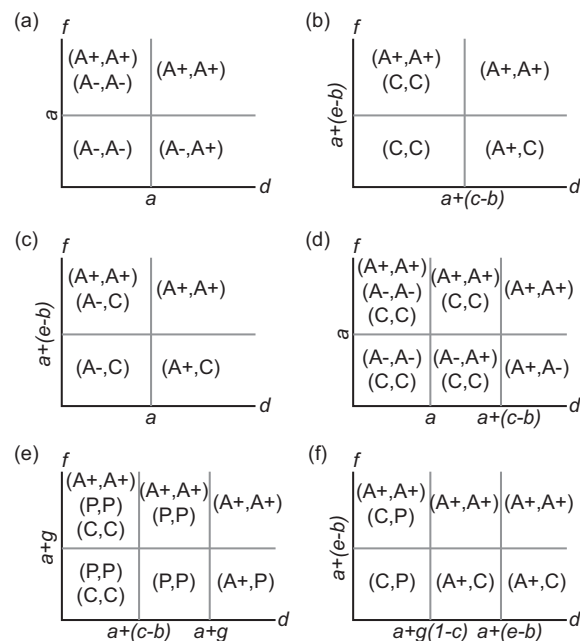 (a)
f
(A+,A+)
(A-,A-)
(A+,A+)
a
(A-,A-)
(A-,A+)
a
d
(b)
f
(A+,A+)
(C,C)
(A+,A+)
a+(e-b)
(C,C)
(A+,C)
a+(c-b)
d
(c)
f
(A+,A+)
(A-,C)
(A+,A+)
a+(e-b)
(A-,C)
(A+,C)
a
d
(d)
f
(A+,A+)
(A-,A-)
(C,C)
(A+,A+)
(C,C)
(A+,A+)
a
(A-,A-)
(C,C)
(A-,A+)
(C,C)
(A+,A-)
a
a+(c-b)
d
(e)
f
(A+,A+)
(P,P)
(C,C)
(A+,A+)
(P,P)
(A+,A+)
a+g
(P,P)
(C,C)
(P,P)
(A+,P)
a+(c-b)
a+g
d
(f)
f
(A+,A+)
(C,P)
(A+,A+)
(A+,A+)
a+(e-b)
(C,P)
(A+,C)
(A+,C)
a+g(1-c)
a+(e-b)
d